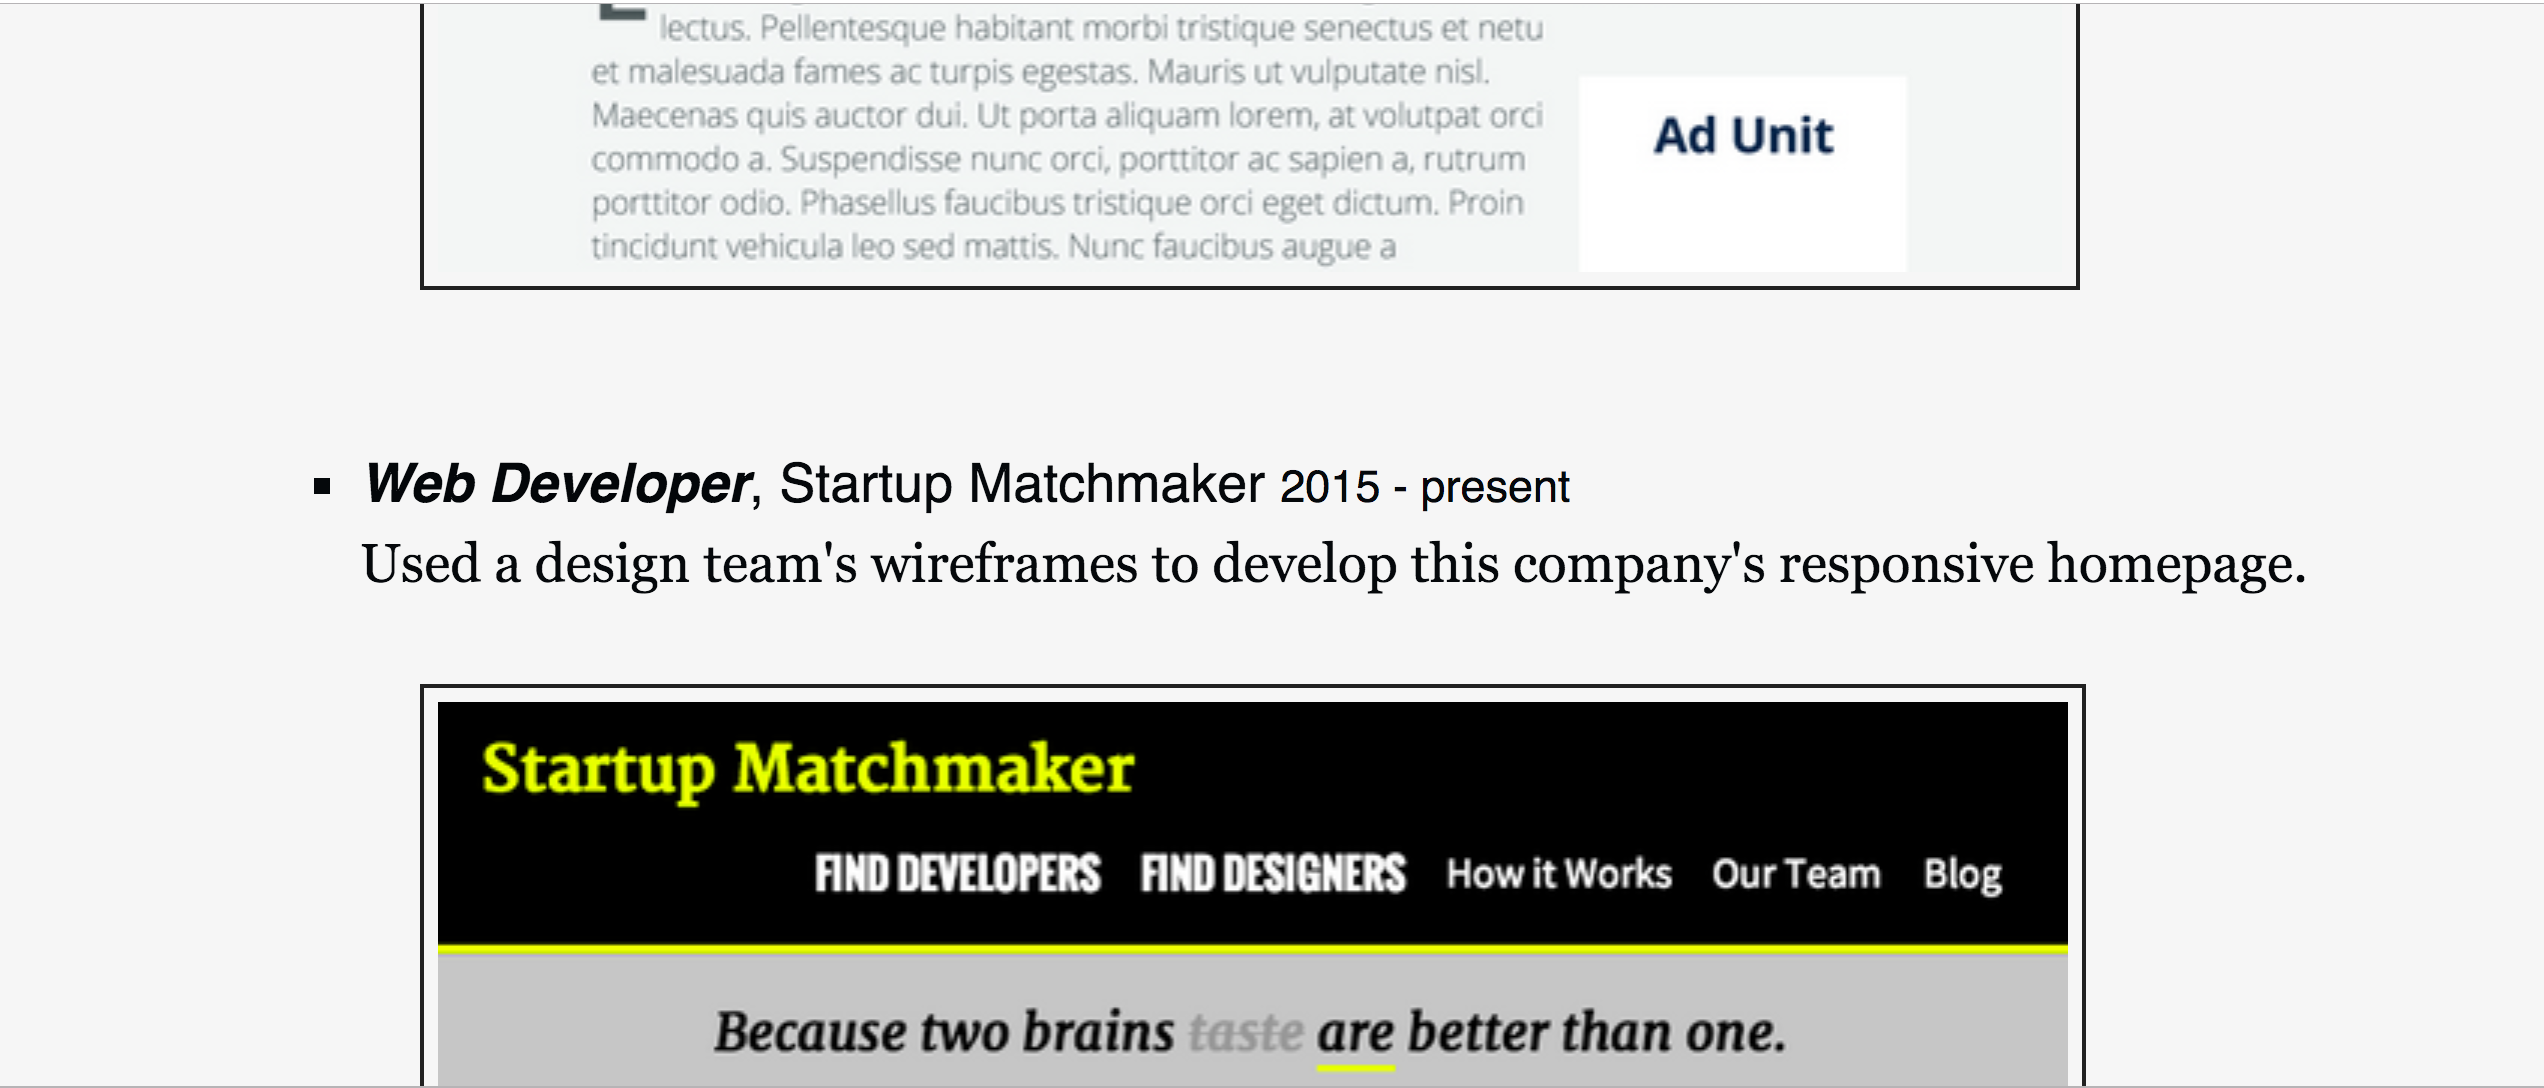 lectus. Pellentesque habitant morbi tristique senectus et netu
et malesuada fames ac turpis egestas. Mauris ut vulputate nisl.
Maecenas quis auctor dui. Ut porta aliquam lorem, at volutpat orci
commodo a. Suspendisse nunc orci, porttitor ac sapien a, rutrum
porttitor odio. Phasellus faucibus tristique orci eget dictum. Proin
tincidunt vehicula leo sed mattis. Nunc faucibus augue a
Ad Unit
Web Developer, Startup Matchmaker 2015 - present
Used a design team's wireframes to develop this company's responsive homepage.
Startup Matchmaker
FIND DEVELOPERS FIND DESIGNERS How it Works Our Team Blog
Because two brains taste are better than one.